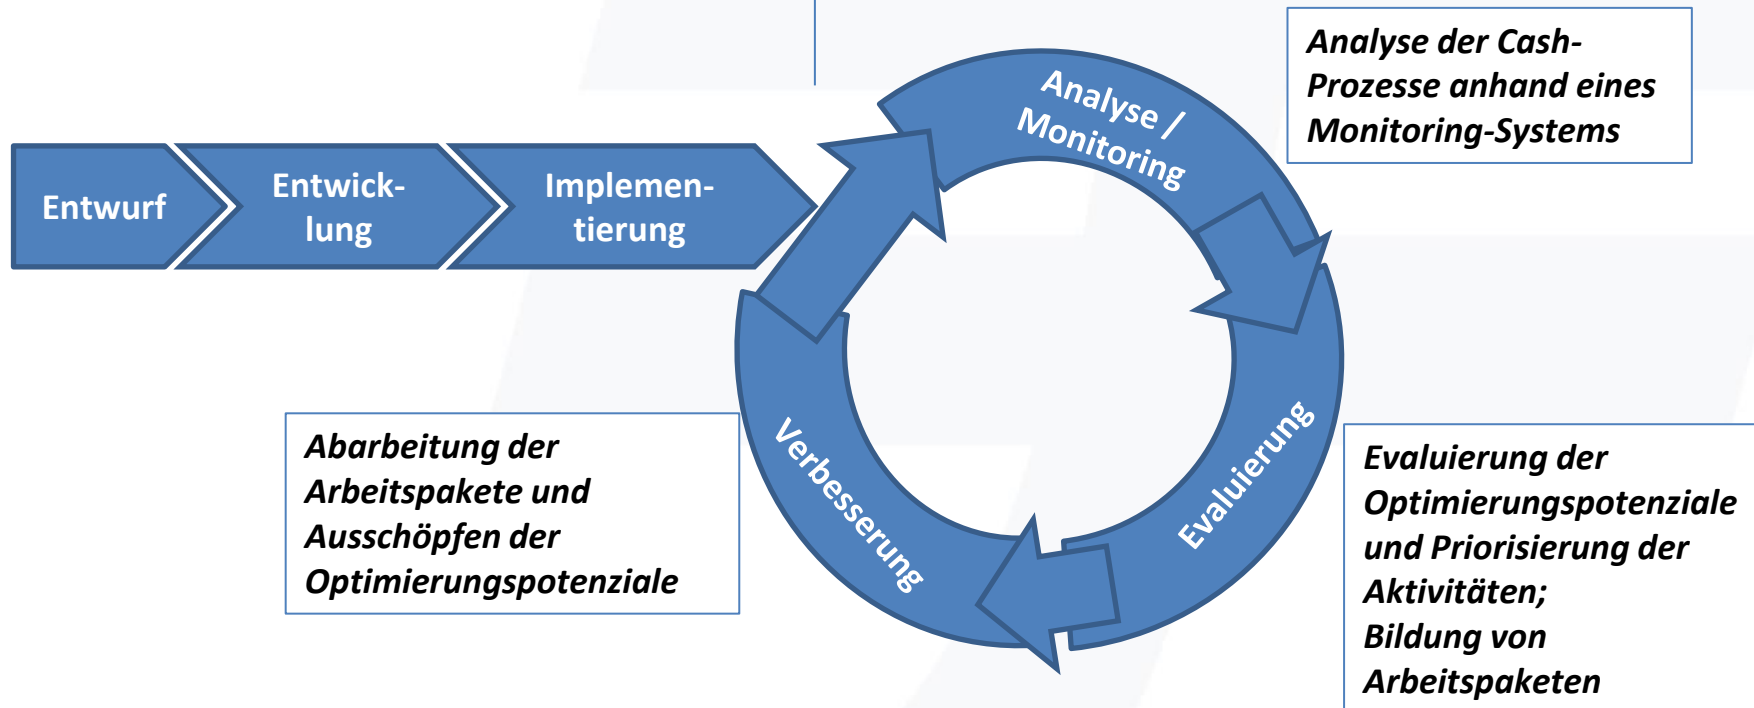 Entwurf
Entwick-
lung
Implemen-
tierung
Analyse /
Monitoring
Analyse der Cash-
Prozesse anhand eines
Monitoring-Systems
Evaluierung
Evaluierung der
Optimierungspotenziale
und Priorisierung der
Aktivitäten;
Bildung von
Arbeitspaketen
Verbesserung
Abarbeitung der
Arbeitspakete und
Ausschöpfen der
Optimierungspotenziale